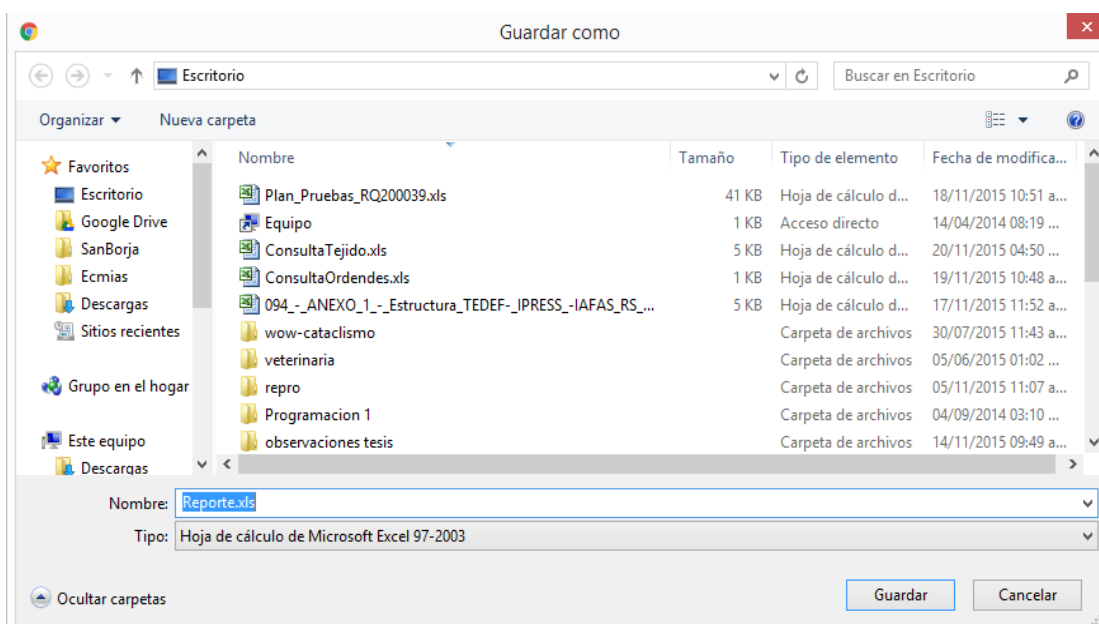 Guardar como
Escritorio
Buscar en Escritorio
Organizar
Nueva carpeta
Favoritos
Escritorio
Google Drive
SanBorja
Ecmias
Descargas
Sitios recientes
Grupo en el hogar
Este equipo
Descargas
Nombre Tamaño Tipo de elemento Fecha de modifica...
Plan_Pruebas_RQ200039.xls 41 KB Hoja de cálculo d... 18/11/2015 10:51 a...
Equipo 1 KB Acceso directo 14/04/2014 08:19 ...
ConsultaTejido.xls 5 KB Hoja de cálculo d... 20/11/2015 04:50 ...
ConsultaOrdendes.xls 1 KB Hoja de cálculo d... 19/11/2015 10:48 a...
094_-_ANEXO_1_-_Estructura_TEDEF-_IPRESS_-IAFAS_RS_... 5 KB Hoja de cálculo d... 17/11/2015 11:52 a...
wow-cataclismo Carpeta de archivos 30/07/2015 11:43 a...
veterinaria Carpeta de archivos 05/06/2015 01:02 ...
repro Carpeta de archivos 05/11/2015 11:07 a...
Programacion 1 Carpeta de archivos 04/09/2014 03:10 ...
observaciones tesis Carpeta de archivos 14/11/2015 09:49 a...
Nombre: Reporte.xls
Tipo: Hoja de cálculo de Microsoft Excel 97-2003
Ocultar carpetas
Guardar
Cancelar